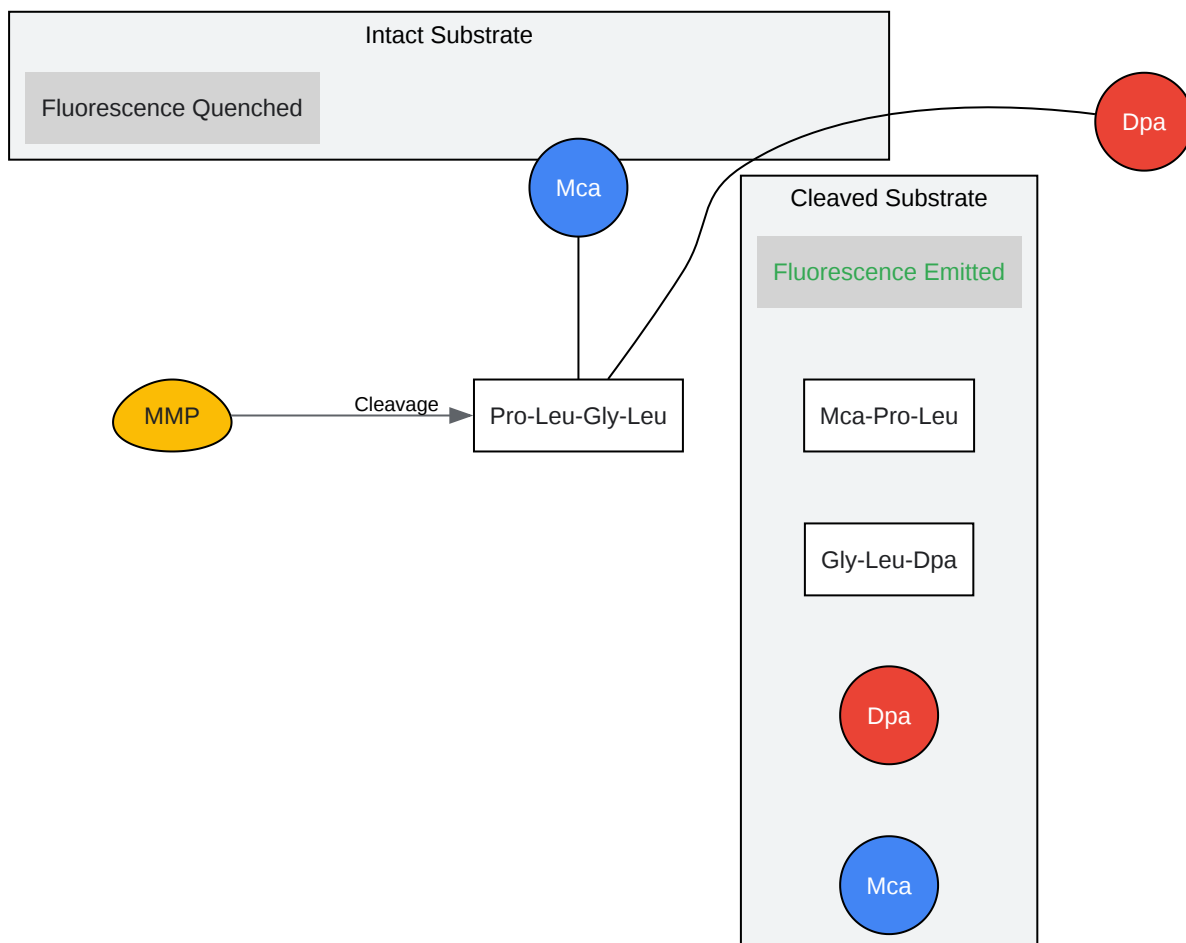 Intact Substrate
Fluorescence Quenched
Dpa
Mca
Cleaved Substrate
Fluorescence Emitted
MMP
Cleavage
Pro-Leu-Gly-Leu
Mca-Pro-Leu
Gly-Leu-Dpa
Dpa
Mca